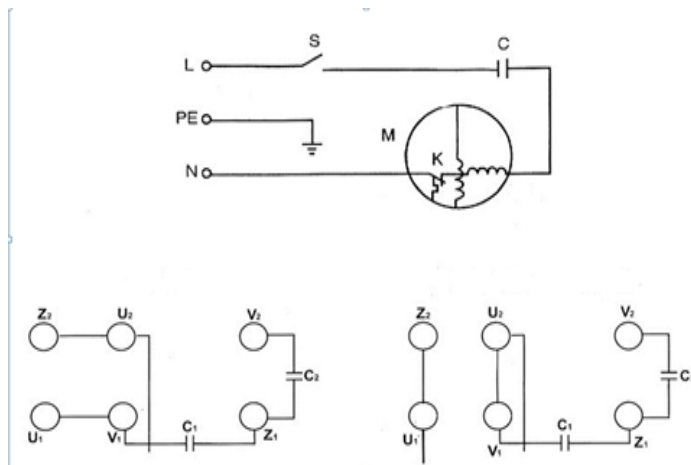 S C
L
PE M
K
N
Z2 U2 V2 Z2 U2 V2
C2 C
C1 C1
U1 V1 Z1 U1 V1 Z1